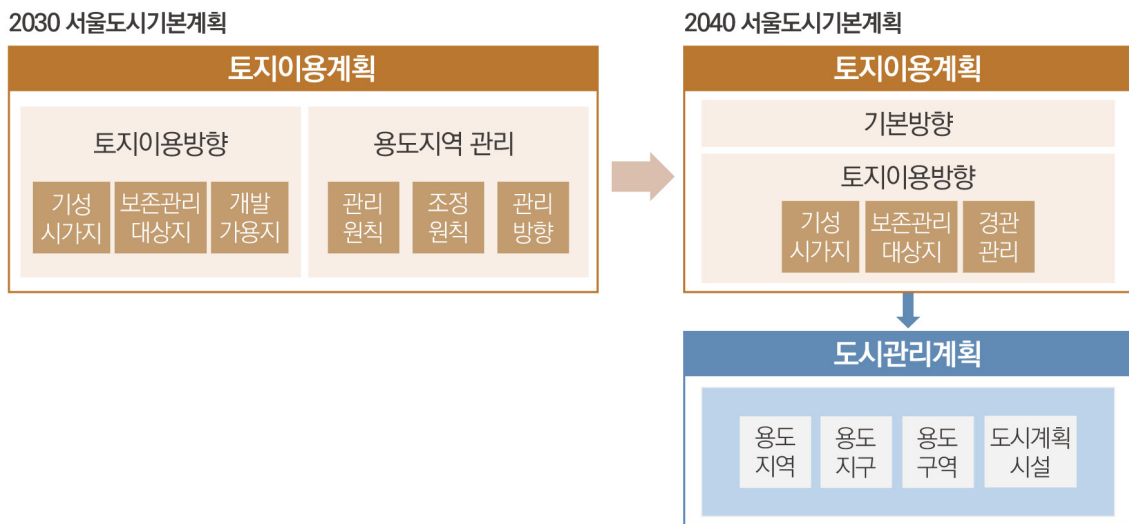 2030 서울도시기본계획
토지이용계획
토지이용방향
기성
시가지
보존관리
대상지
개발
가용지
용도지역 관리
관리
원칙
조정
원칙
관리
방향
2040 서울도시기본계획
토지이용계획
기본방향
토지이용방향
기성
시가지
보존관리
대상지
경관
관리
도시관리계획
용도
지역
용도
지구
용도
구역
도시계획
시설